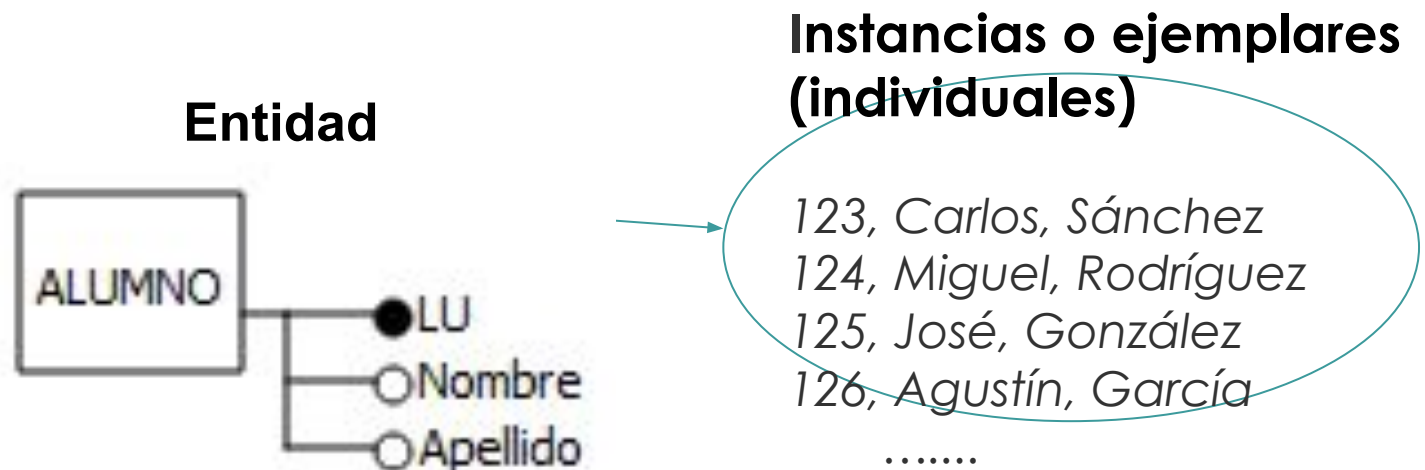 Entidad
ALUMNO
LU
Nombre
Apellido
Instancias o ejemplares
(individuales)
123, Carlos, Sánchez
124, Miguel, Rodríguez
125, José, González
126, Agustín, García
…....